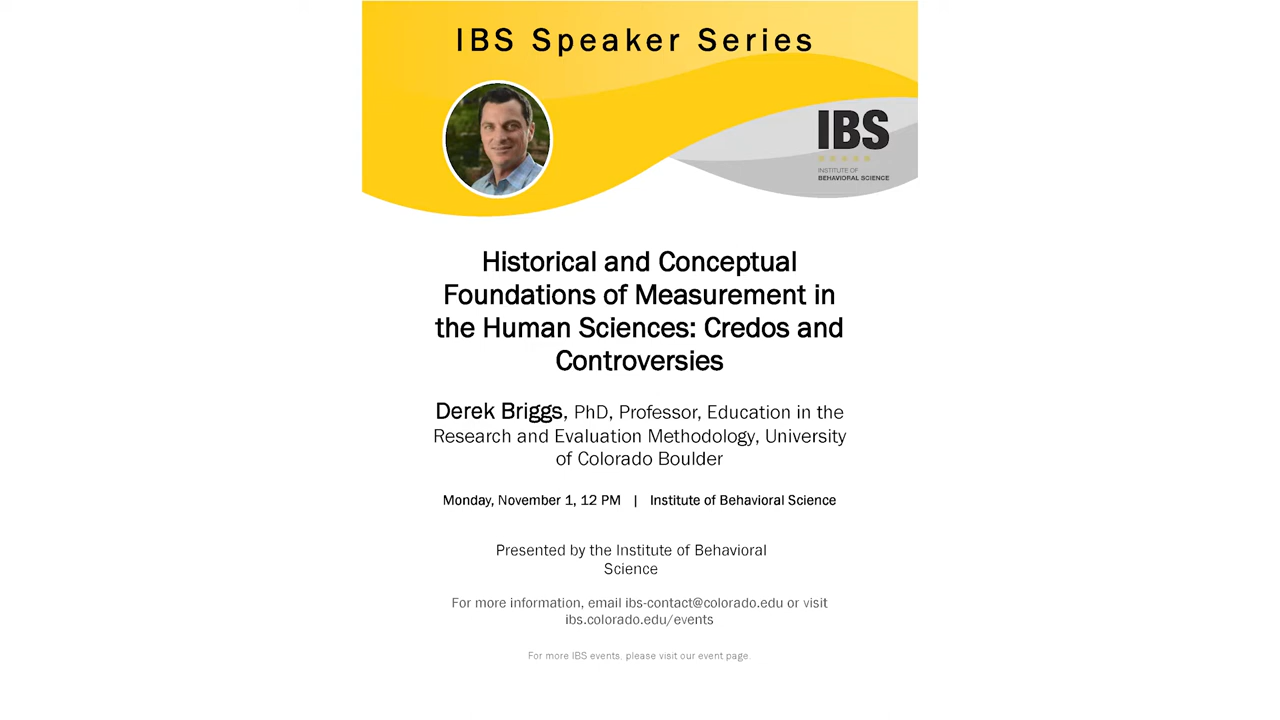 IBS Speaker Series
IBS
INSTITUTE OF
BEHAVIORAL SCIENCE
Historical and Conceptual
Foundations of Measurement in
the Human Sciences: Credos and
Controversies
Derek Briggs, PhD, Professor, Education in the
Research and Evaluation Methodology, University
of Colorado Boulder
Monday, November 1, 12 PM | Institute of Behavioral Science
Presented by the Institute of Behavioral
Science
For more information, email ibs-contact@colorado.edu or visit
ibs.colorado.edu/events
For more IBS events, please visit our event page.